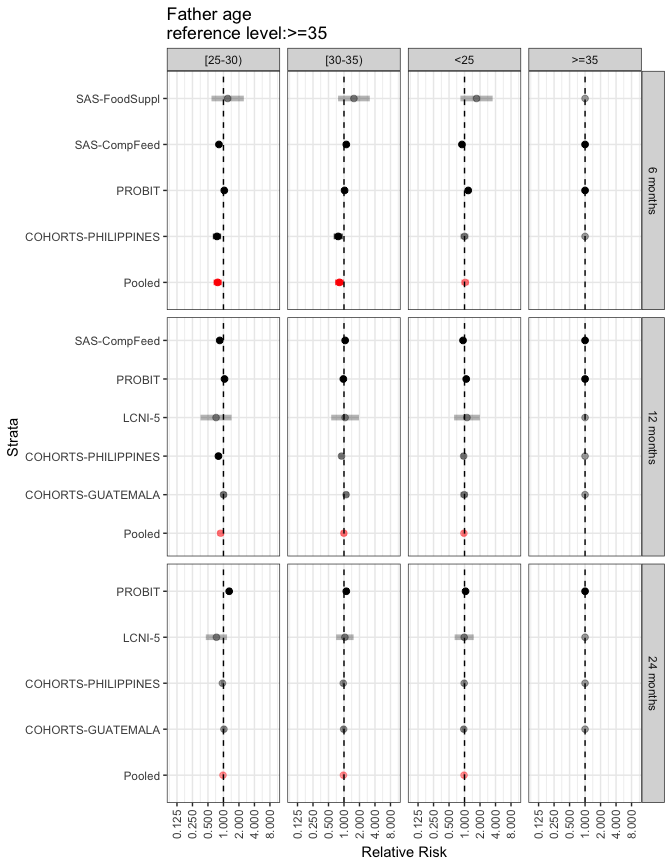 Father age
reference level:>=35
[25-30)
[30-35)
<25
>=35
SAS-FoodSuppl
SAS-CompFeed
PROBIT
COHORTS-PHILIPPINES
Pooled
6 months
SAS-CompFeed
PROBIT
LCNI-5
COHORTS-PHILIPPINES
COHORTS-GUATEMALA
Pooled
12 months
PROBIT
LCNI-5
COHORTS-PHILIPPINES
COHORTS-GUATEMALA
Pooled
24 months
Strata
0.125
0.250
0.500
1.000
2.000
4.000
8.000
0.125
0.250
0.500
1.000
2.000
4.000
8.000
0.125
0.250
0.500
1.000
2.000
4.000
8.000
0.125
0.250
0.500
1.000
2.000
4.000
8.000
Relative Risk